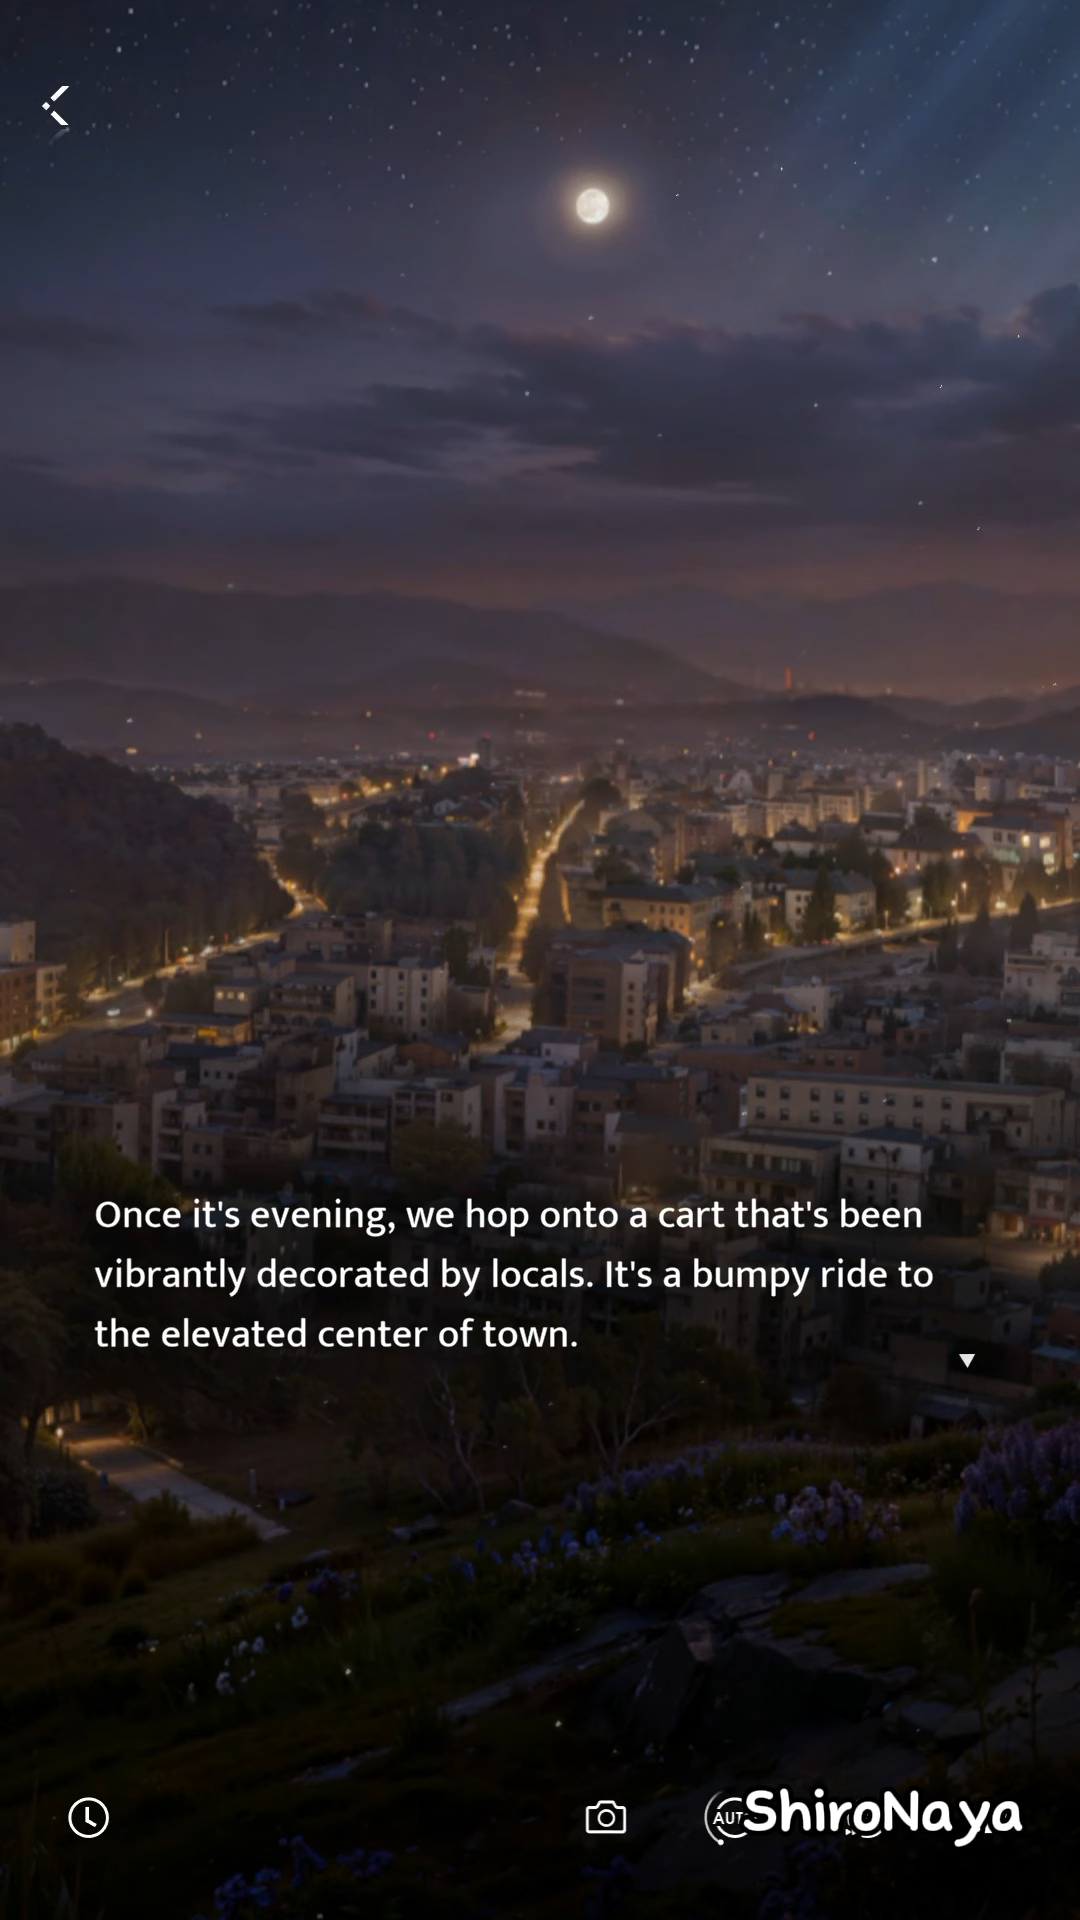 Once it's evening, we hop onto a cart that's been
vibrantly decorated by locals. It's a bumpy ride to
the elevated center of town.
ShiroNaya